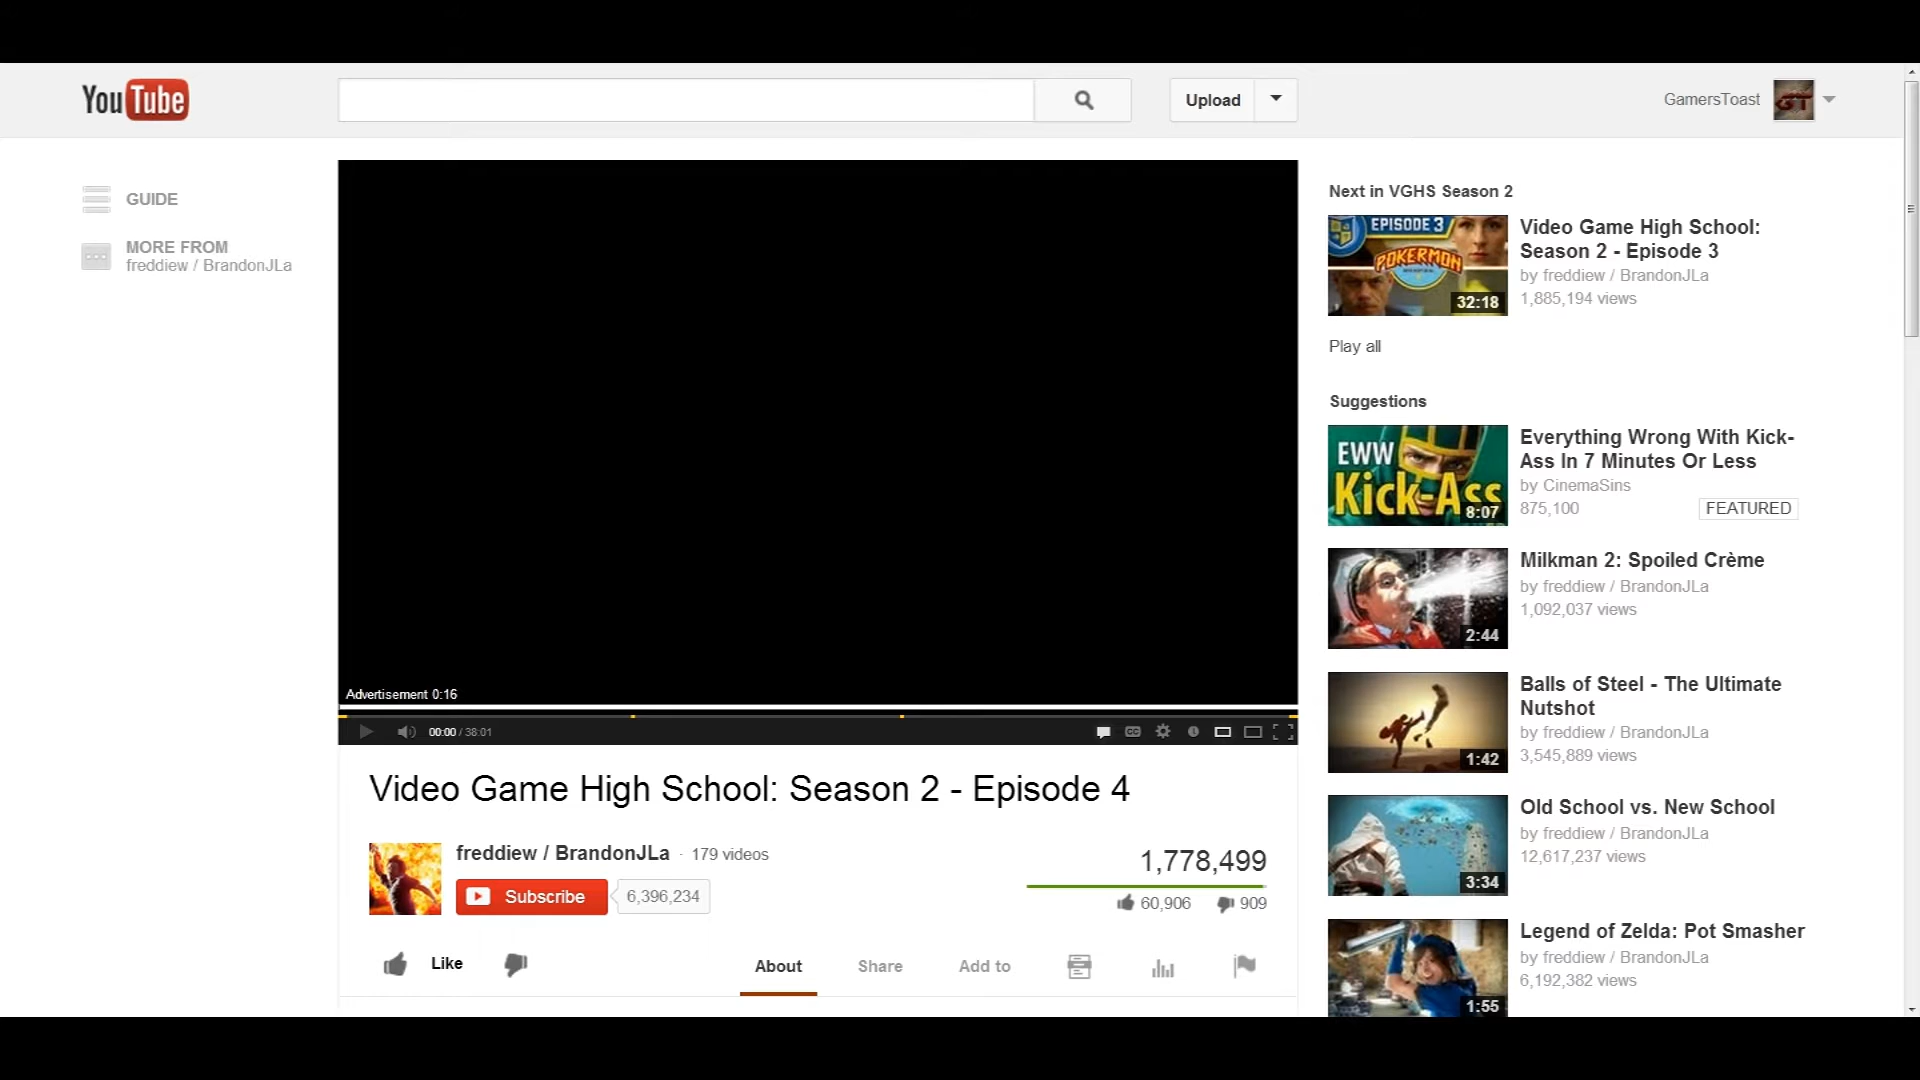 YouTube
Upload
GamersToast
GT
GUIDE
MORE FROM
freddiew / BrandonJLa
Advertisement 0:16
00:00 / 38:01
CC
Video Game High School: Season 2 - Episode 4
freddiew / BrandonJLa · 179 videos
Subscribe
6,396,234
1,778,499
60,906
909
Like
About
Share
Add to
Next in VGHS Season 2
EPISODE 3
POKERMON
32:18
Video Game High School:
Season 2 - Episode 3
by freddiew / BrandonJLa
1,885,194 views
Play all
Suggestions
EWW
Kick-Ass
8:07
Everything Wrong With Kick-
Ass In 7 Minutes Or Less
by CinemaSins
875,100
FEATURED
2:44
Milkman 2: Spoiled Crème
by freddiew / BrandonJLa
1,092,037 views
1:42
Balls of Steel - The Ultimate
Nutshot
by freddiew / BrandonJLa
3,545,889 views
3:34
Old School vs. New School
by freddiew / BrandonJLa
12,617,237 views
1:55
Legend of Zelda: Pot Smasher
by freddiew / BrandonJLa
6,192,382 views